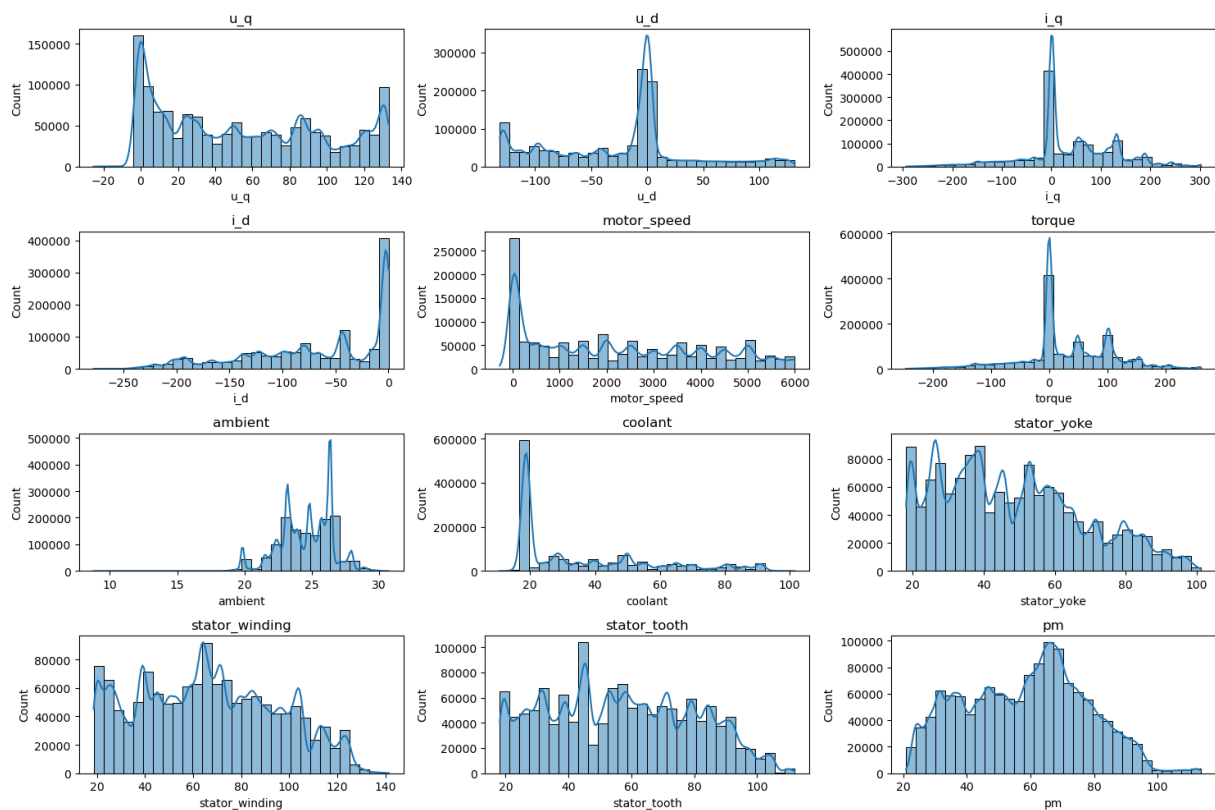 u_q
Count
150000
100000
50000
0
−20 0 20 40 60 80 100 120 140
u_q
u_d
Count
400000
300000
200000
100000
0
−100 −50 0 50 100
u_d
i_q
Count
500000
400000
300000
200000
100000
0
−300 −200 −100 0 100 200 300
i_q
i_d
Count
400000
300000
200000
100000
0
−250 −200 −150 −100 −50 0
i_d
motor_speed
Count
250000
200000
150000
100000
50000
0
0 1000 2000 3000 4000 5000 6000
motor_speed
torque
Count
600000
400000
200000
0
−200 −100 0 100 200
torque
ambient
Count
500000
400000
300000
200000
100000
0
10 15 20 25 30
ambient
coolant
Count
600000
400000
200000
0
20 40 60 80 100
coolant
stator_yoke
Count
80000
60000
40000
20000
0
20 40 60 80 100
stator_yoke
stator_winding
Count
80000
60000
40000
20000
0
20 40 60 80 100 120 140
stator_winding
stator_tooth
Count
100000
80000
60000
40000
20000
0
20 40 60 80 100
stator_tooth
pm
Count
100000
80000
60000
40000
20000
0
20 40 60 80 100
pm